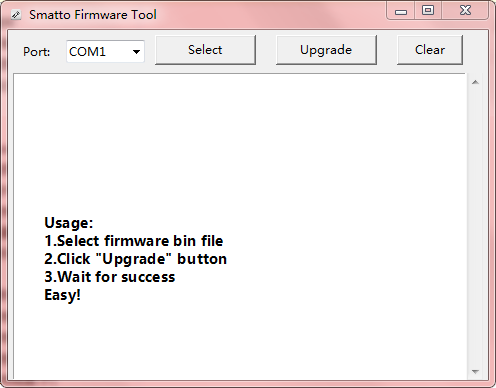 Smatto Firmware Tool
Port: COM1 Select Upgrade Clear
Usage:
1.Select firmware bin file
2.Click "Upgrade" button
3.Wait for success
Easy!